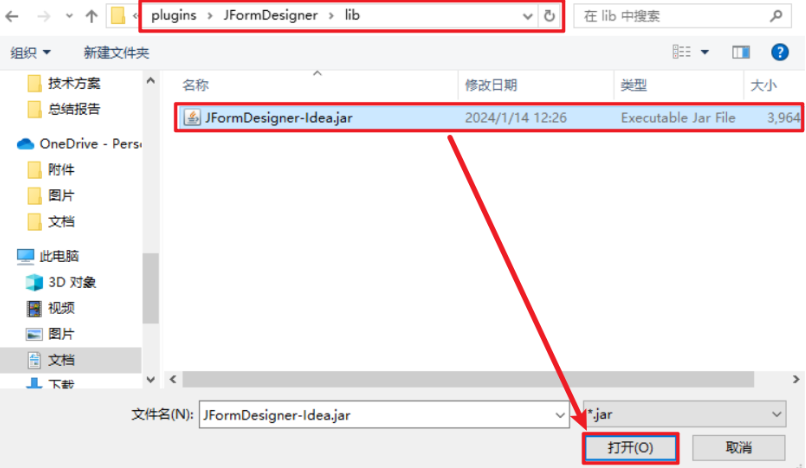 plugins > JFormDesigner > lib
在 lib 中搜索
组织
新建文件夹
名称
修改日期
类型
大小
JFormDesigner-Idea.jar
2024/1/14 12:26
Executable Jar File
3,964
技术方案
总结报告
OneDrive - Perso
附件
图片
文档
此电脑
3D 对象
视频
图片
文档
下载
文件名(N):
JFormDesigner-Idea.jar
*.jar
打开(O)
取消